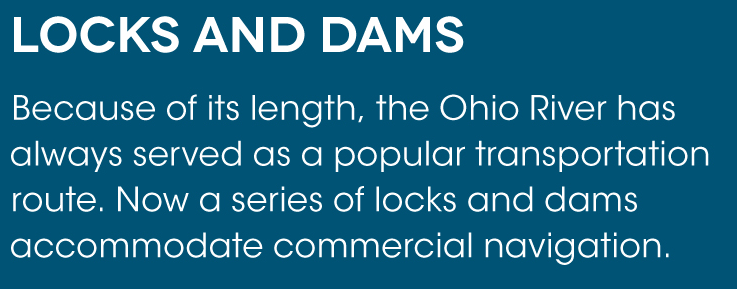 LOCKS AND DAMS
Because of its length, the Ohio River has
always served as a popular transportation
route. Now a series of locks and dams
accommodate commercial navigation.